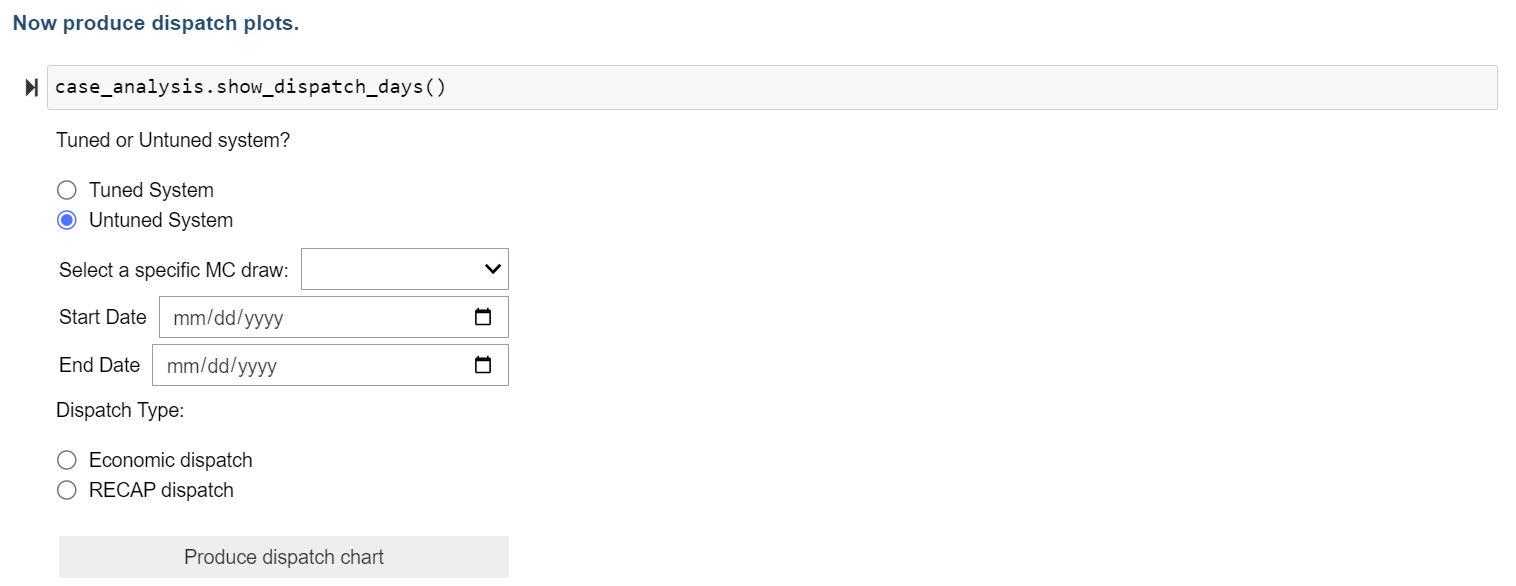 Now produce dispatch plots.
case_analysis.show_dispatch_days()
Tuned or Untuned system?
Tuned System
Untuned System
Select a specific MC draw:
Start Date mm/dd/yyyy
End Date mm/dd/yyyy
Dispatch Type:
Economic dispatch
RECAP dispatch
Produce dispatch chart